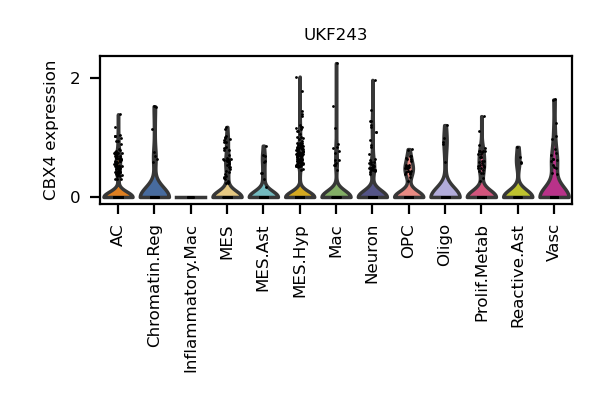 UKF243
CBX4 expression
2
0
AC
Chromatin.Reg
Inflammatory.Mac
MES
MES.Ast
MES.Hyp
Mac
Neuron
OPC
Oligo
Prolif.Metab
Reactive.Ast
Vasc